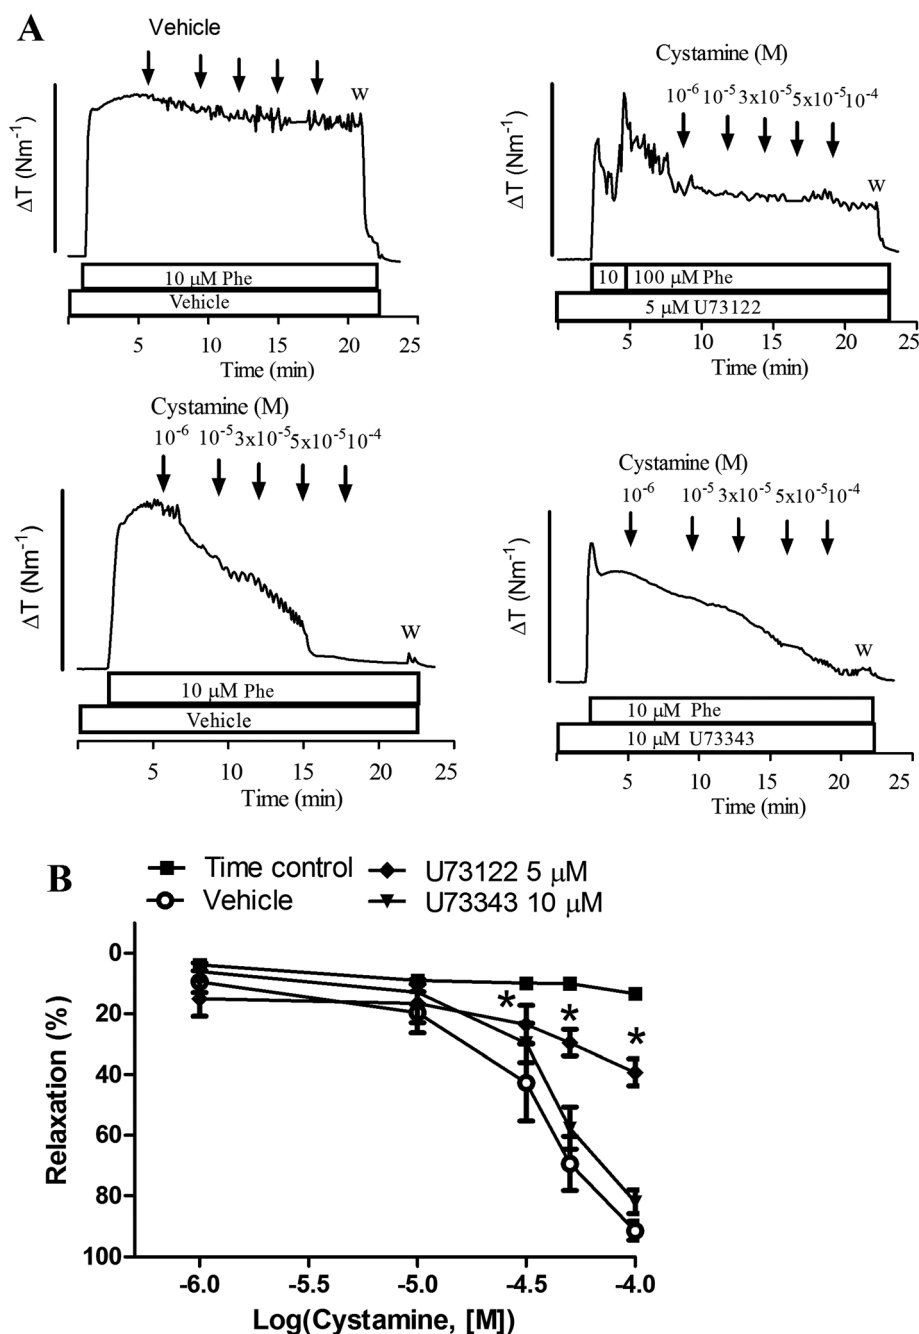 A
Vehicle
W
ΔT (Nm⁻¹)
10 μM Phe
Vehicle
5 10 15 20 25
Time (min)
Cystamine (M)
10⁻⁶ 10⁻⁵ 3x10⁻⁵ 5x10⁻⁵ 10⁻⁴
W
ΔT (Nm⁻¹)
10 100 μM Phe
5 μM U73122
5 10 15 20 25
Time (min)
Cystamine (M)
10⁻⁶ 10⁻⁵ 3x10⁻⁵ 5x10⁻⁵ 10⁻⁴
W
ΔT (Nm⁻¹)
10 μM Phe
Vehicle
5 10 15 20 25
Time (min)
Cystamine (M)
10⁻⁶ 10⁻⁵ 3x10⁻⁵ 5x10⁻⁵ 10⁻⁴
W
ΔT (Nm⁻¹)
10 μM Phe
10 μM U73343
5 10 15 20 25
Time (min)
B
Time control
U73122 5 μM
Vehicle
U73343 10 μM
0
20
40
60
80
100
Relaxation (%)
* * *
-6.0 -5.5 -5.0 -4.5 -4.0
Log(Cystamine, [M])